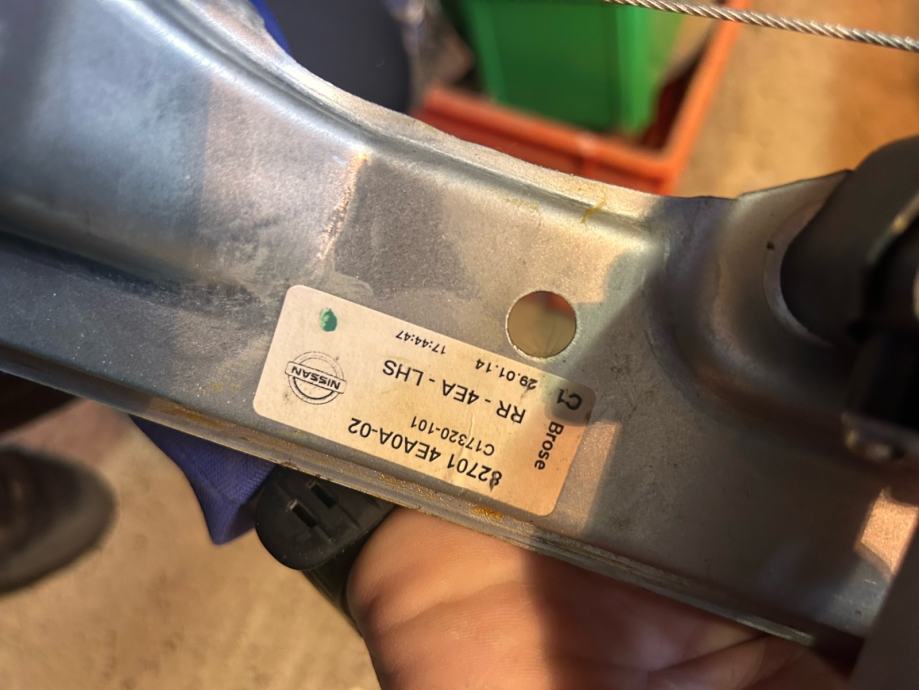 82701 4EA0A-02
C17320-101
Brose
NISSAN
RR - 4EA - LHS
C1
29.01.14
17:44:47